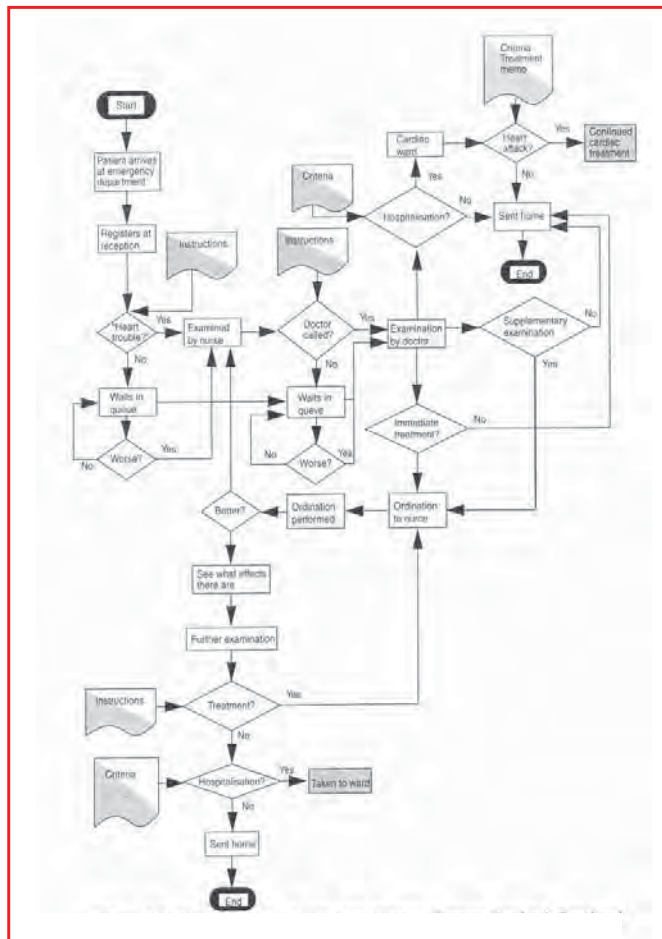 Criteria
Treatment
memo
Start
Patient arrives
at emergency
department
Cardiac
ward
Heart
attack?
Yes
Continued
cardiac
treatment
Criteria
Yes
No
Registers at
reception
Instructions
Instructions
Hospitalisation?
No
Sent home
End
"Heart
trouble?"
Yes
Examined
by nurse
Doctor
called?
Yes
Examination
by doctor
Supplementary
examination
No
No
No
Yes
Waits in
queue
Waits in
queve
Immediate
treatment?
No
No
Worse?
Yes
No
Worse?
Yes
Better?
Ordination
performed
Ordination
to nurse
See what effects
there are
Further examination
Instructions
Treatment?
Yes
No
Criteria
Hospitalisation?
Yes
Taken to ward
No
Sent home
End